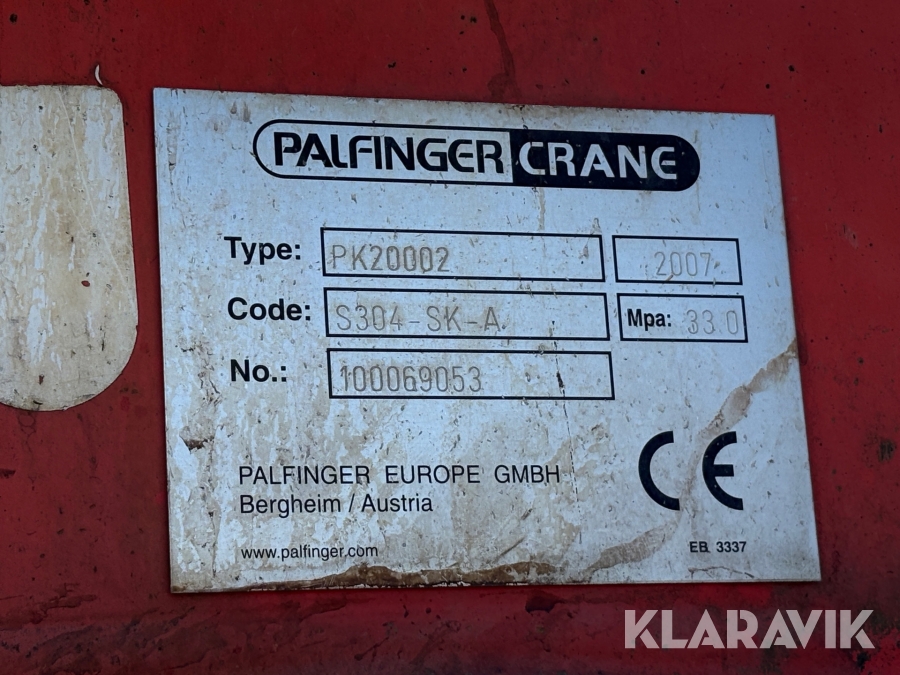 PALFINGER CRANE
Type: PK20002 2007
Code: S304-SK-A Mpa: 33.0
No.: 100069053
PALFINGER EUROPE GMBH
Bergheim / Austria
www.palfinger.com
EB 3337
CE
KLARAVIK